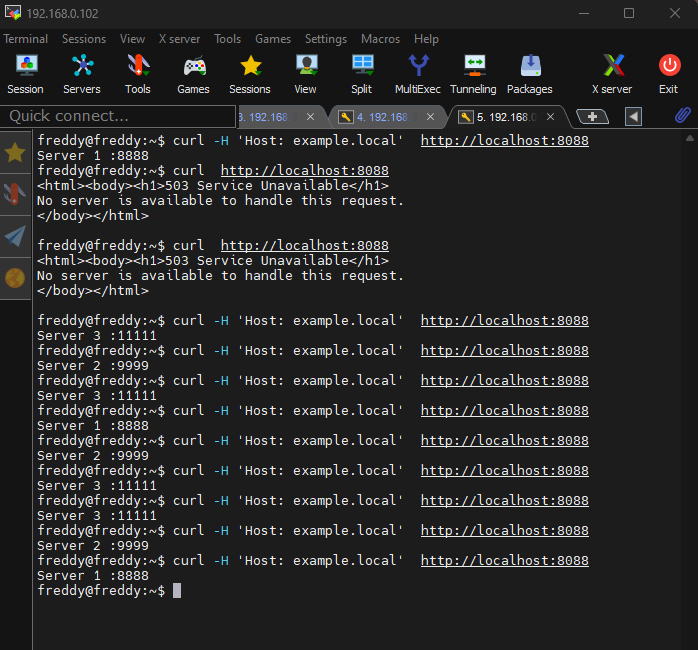 192.168.0.102
Terminal Sessions View X server Tools Games Settings Macros Help
Session Servers Tools Games Sessions View Split MultiExec Tunneling Packages X server Exit
Quick connect... 3. 192.168. 4. 192.168. 5. 192.168.0
freddy@freddy:~$ curl -H 'Host: example.local'  http://localhost:8088
Server 1 :8888
freddy@freddy:~$ curl  http://localhost:8088
<html><body><h1>503 Service Unavailable</h1>
No server is available to handle this request.
</body></html>
freddy@freddy:~$ curl  http://localhost:8088
<html><body><h1>503 Service Unavailable</h1>
No server is available to handle this request.
</body></html>
freddy@freddy:~$ curl -H 'Host: example.local'  http://localhost:8088
Server 3 :11111
freddy@freddy:~$ curl -H 'Host: example.local'  http://localhost:8088
Server 2 :9999
freddy@freddy:~$ curl -H 'Host: example.local'  http://localhost:8088
Server 3 :11111
freddy@freddy:~$ curl -H 'Host: example.local'  http://localhost:8088
Server 1 :8888
freddy@freddy:~$ curl -H 'Host: example.local'  http://localhost:8088
Server 2 :9999
freddy@freddy:~$ curl -H 'Host: example.local'  http://localhost:8088
Server 3 :11111
freddy@freddy:~$ curl -H 'Host: example.local'  http://localhost:8088
Server 3 :11111
freddy@freddy:~$ curl -H 'Host: example.local'  http://localhost:8088
Server 2 :9999
freddy@freddy:~$ curl -H 'Host: example.local'  http://localhost:8088
Server 1 :8888
freddy@freddy:~$